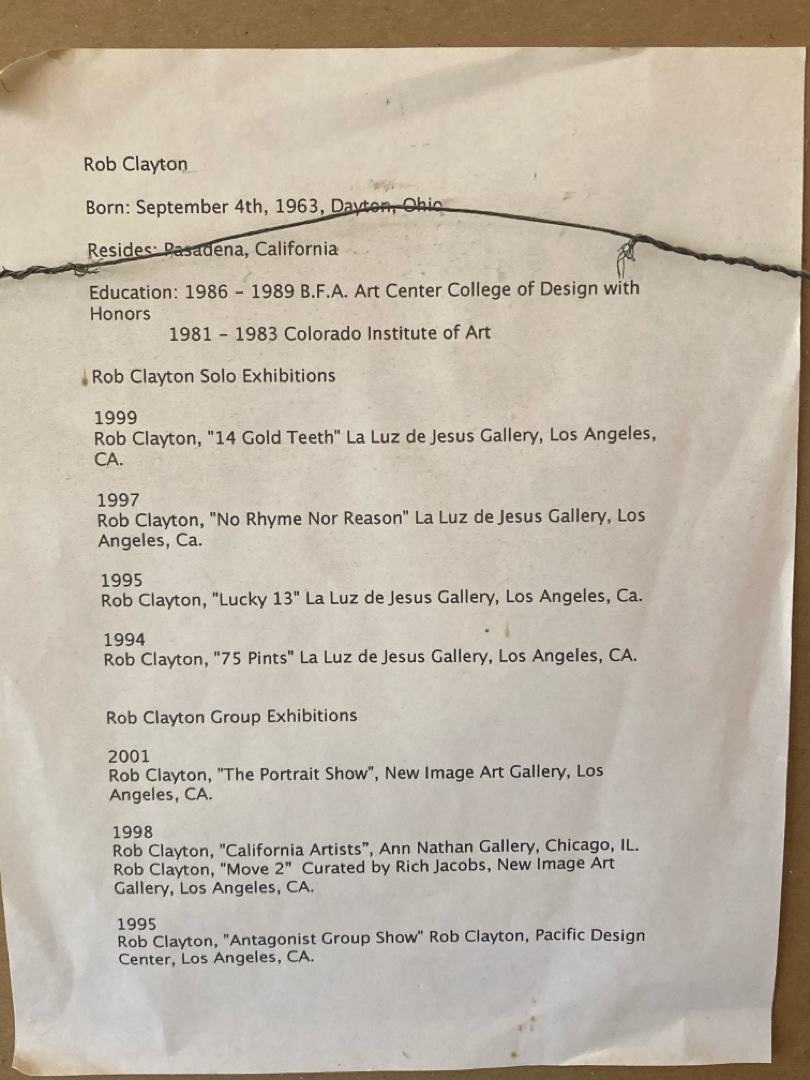 Rob Clayton
Born: September 4th, 1963, Dayton, Ohio
Resides: Pasadena, California
Education: 1986 – 1989 B.F.A. Art Center College of Design with
Honors
1981 – 1983 Colorado Institute of Art
Rob Clayton Solo Exhibitions
1999
Rob Clayton, "14 Gold Teeth" La Luz de Jesus Gallery, Los Angeles,
CA.
1997
Rob Clayton, "No Rhyme Nor Reason" La Luz de Jesus Gallery, Los
Angeles, Ca.
1995
Rob Clayton, "Lucky 13" La Luz de Jesus Gallery, Los Angeles, Ca.
1994
Rob Clayton, "75 Pints" La Luz de Jesus Gallery, Los Angeles, CA.
Rob Clayton Group Exhibitions
2001
Rob Clayton, "The Portrait Show", New Image Art Gallery, Los
Angeles, CA.
1998
Rob Clayton, "California Artists", Ann Nathan Gallery, Chicago, IL.
Rob Clayton, "Move 2"  Curated by Rich Jacobs, New Image Art
Gallery, Los Angeles, CA.
1995
Rob Clayton, "Antagonist Group Show" Rob Clayton, Pacific Design
Center, Los Angeles, CA.